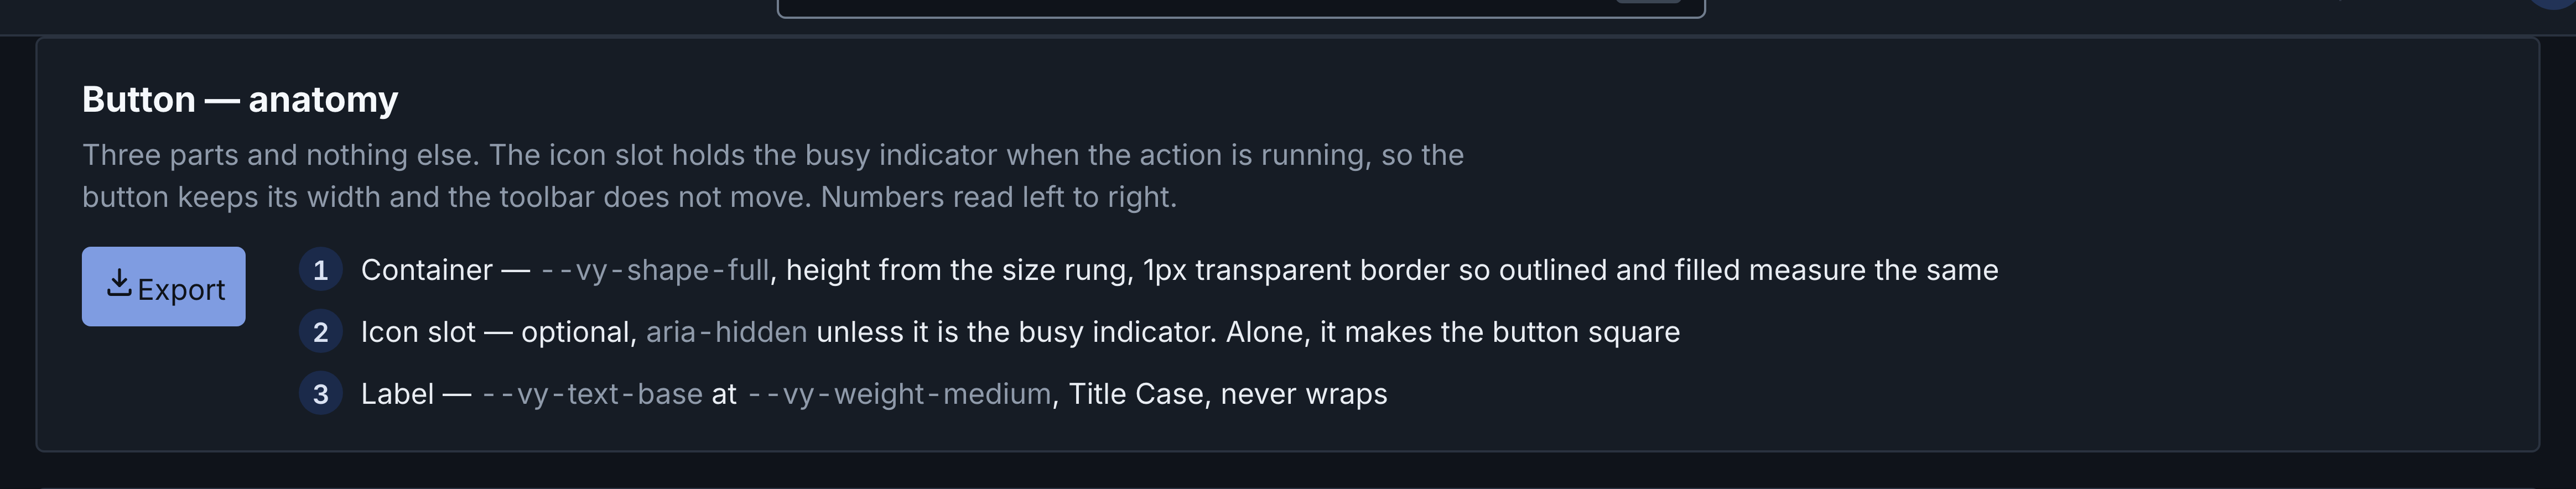 Button — anatomy
Three parts and nothing else. The icon slot holds the busy indicator when the action is running, so the
button keeps its width and the toolbar does not move. Numbers read left to right.
Export
1 Container — --vy-shape-full, height from the size rung, 1px transparent border so outlined and filled measure the same
2 Icon slot — optional, aria-hidden unless it is the busy indicator. Alone, it makes the button square
3 Label — --vy-text-base at --vy-weight-medium, Title Case, never wraps